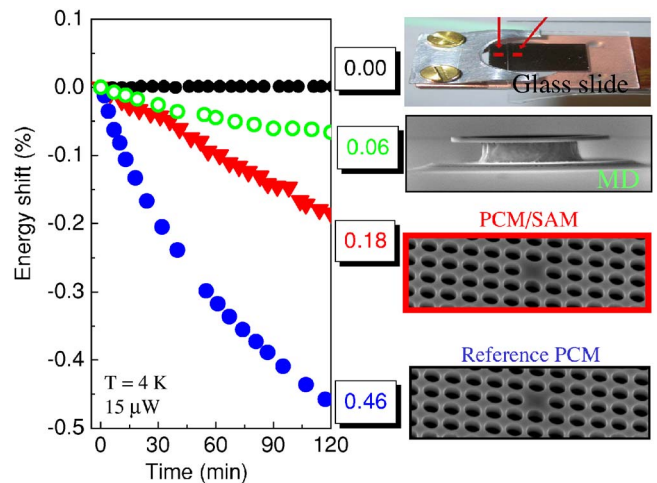 0.1
0.0
-0.1
-0.2
-0.3
-0.4
-0.5
Energy shift (%)
0 30 60 90 120
Time (min)
T = 4 K
15 μW
0.00
0.06
0.18
0.46
Glass slide
MD
PCM/SAM
Reference PCM